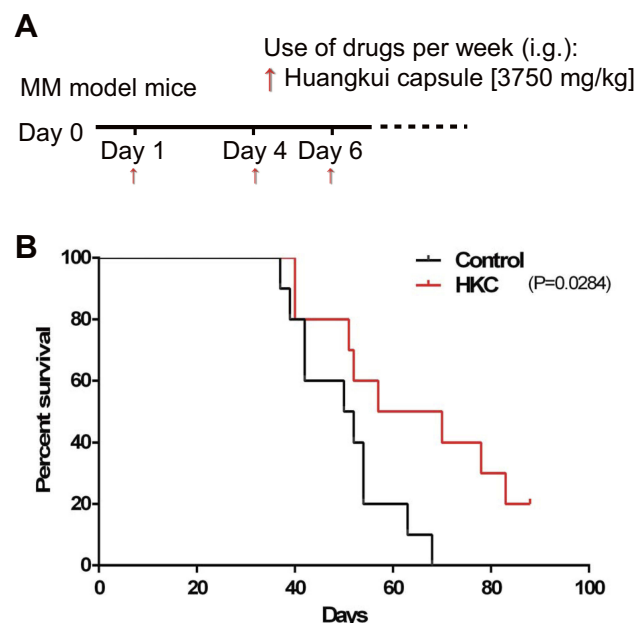 A
Use of drugs per week (i.g.):
↑ Huangkui capsule [3750 mg/kg]
MM model mice
Day 0
Day 1 Day 4 Day 6
↑ ↑ ↑
B
Control
HKC (P=0.0284)
Percent survival
100
80
60
40
20
0
0 20 40 60 80 100
Days